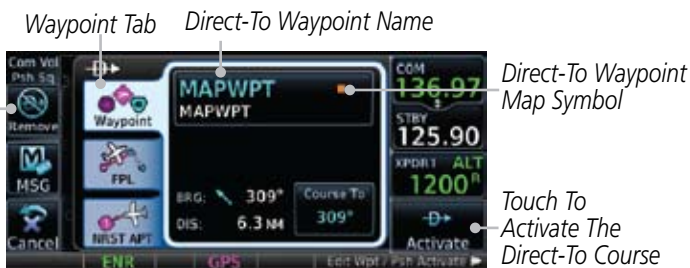 Waypoint Tab
Direct-To Waypoint Name
Com Vol
Psh Sq
Remove
MSG
Cancel
Waypoint
FPL
NRST APT
MAPWPT
MAPWPT
BRG: 309°
DIS: 6.3 NM
Course To
309°
COM
136.97
STBY
125.90
XPDR1 ALT
1200 R
Activate
ENR
GPS
Edit Wpt / Psh Activate
Direct-To Waypoint
Map Symbol
Touch To
Activate The
Direct-To Course